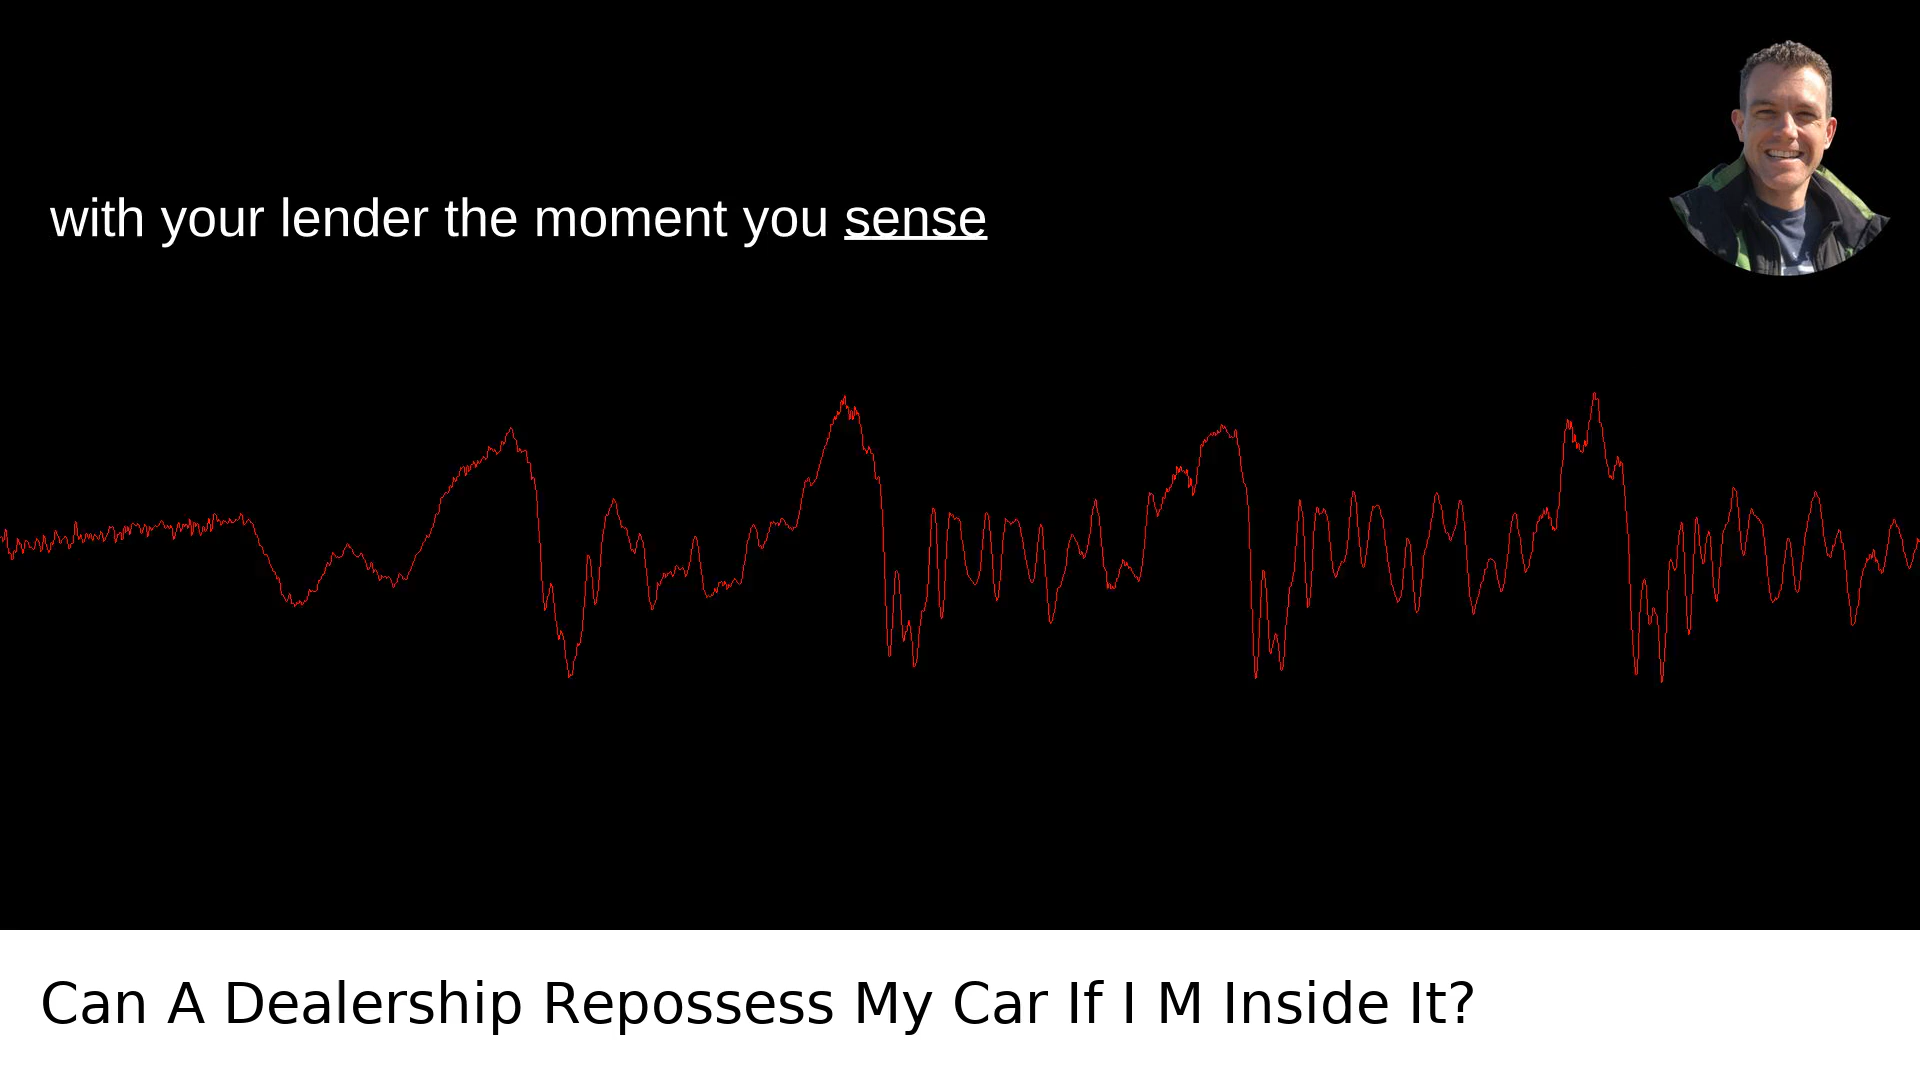 with your lender the moment you sense
Can A Dealership Repossess My Car If I M Inside It?